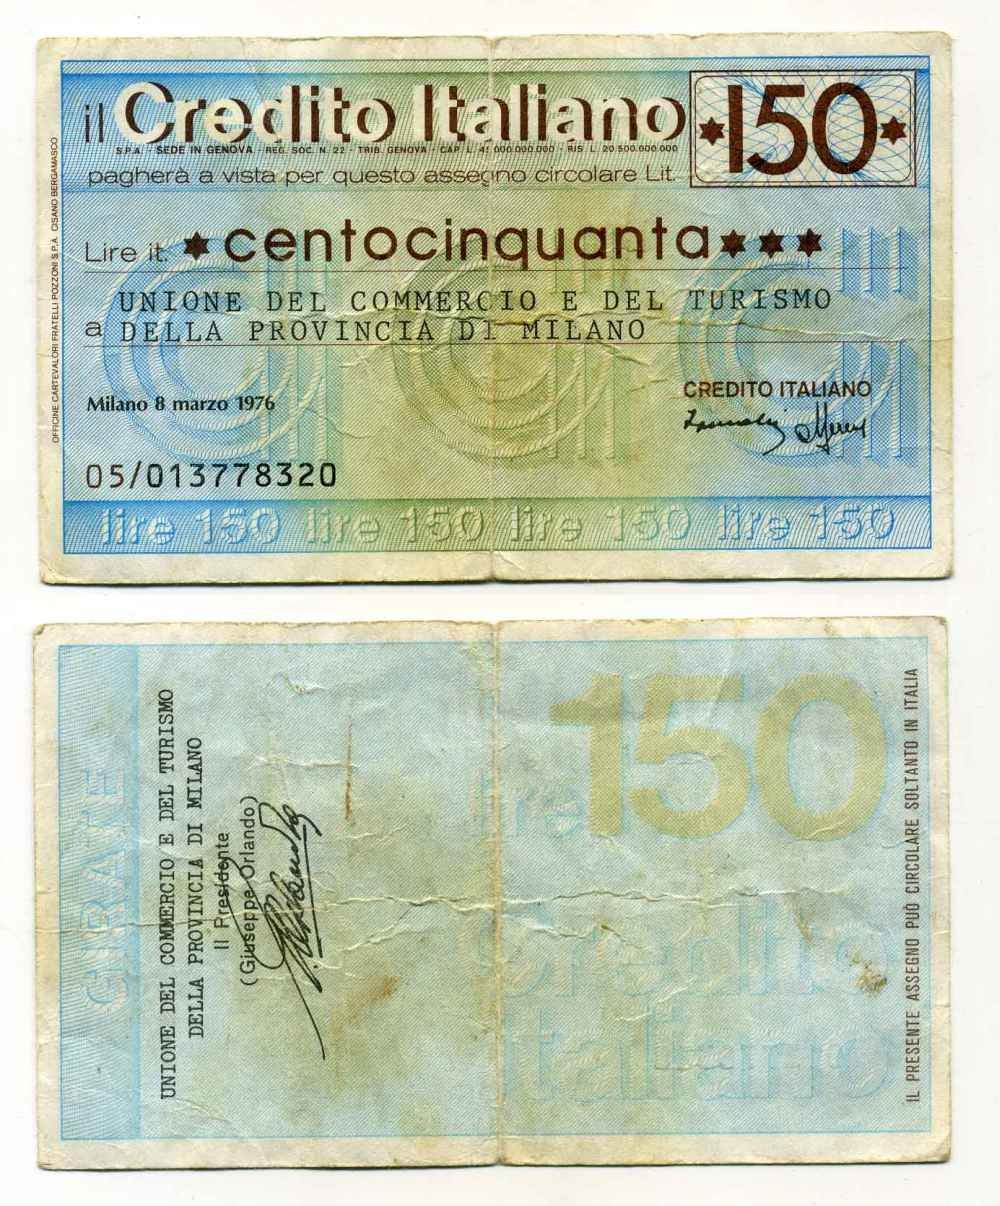 il Credito Italiano
S.P.A. - SEDE IN GENOVA - REG. SOC. N. 22 - TRIB. GENOVA - CAP. L. 41 000.000.000 - RIS. L. 20 500.000.000
pagherà a vista per questo assegno circolare Lit. *150*
Lire it. *centocinquanta***
UNIONE DEL COMMERCIO E DEL TURISMO
a DELLA PROVINCIA DI MILANO
Milano 8 marzo 1976
CREDITO ITALIANO
05/013778320
lire 150 lire 150 lire 150 lire 150
OFFICINE CARTEVALORI FRATELLI POZZONI S.P.A. CISANO BERGAMASCO
GIRATE
UNIONE DEL COMMERCIO E DEL TURISMO
DELLA PROVINCIA DI MILANO
Il Presidente
(Giuseppe Orlando)
lire 150
Credito
Italiano
IL PRESENTE ASSEGNO PUÒ CIRCOLARE SOLTANTO IN ITALIA